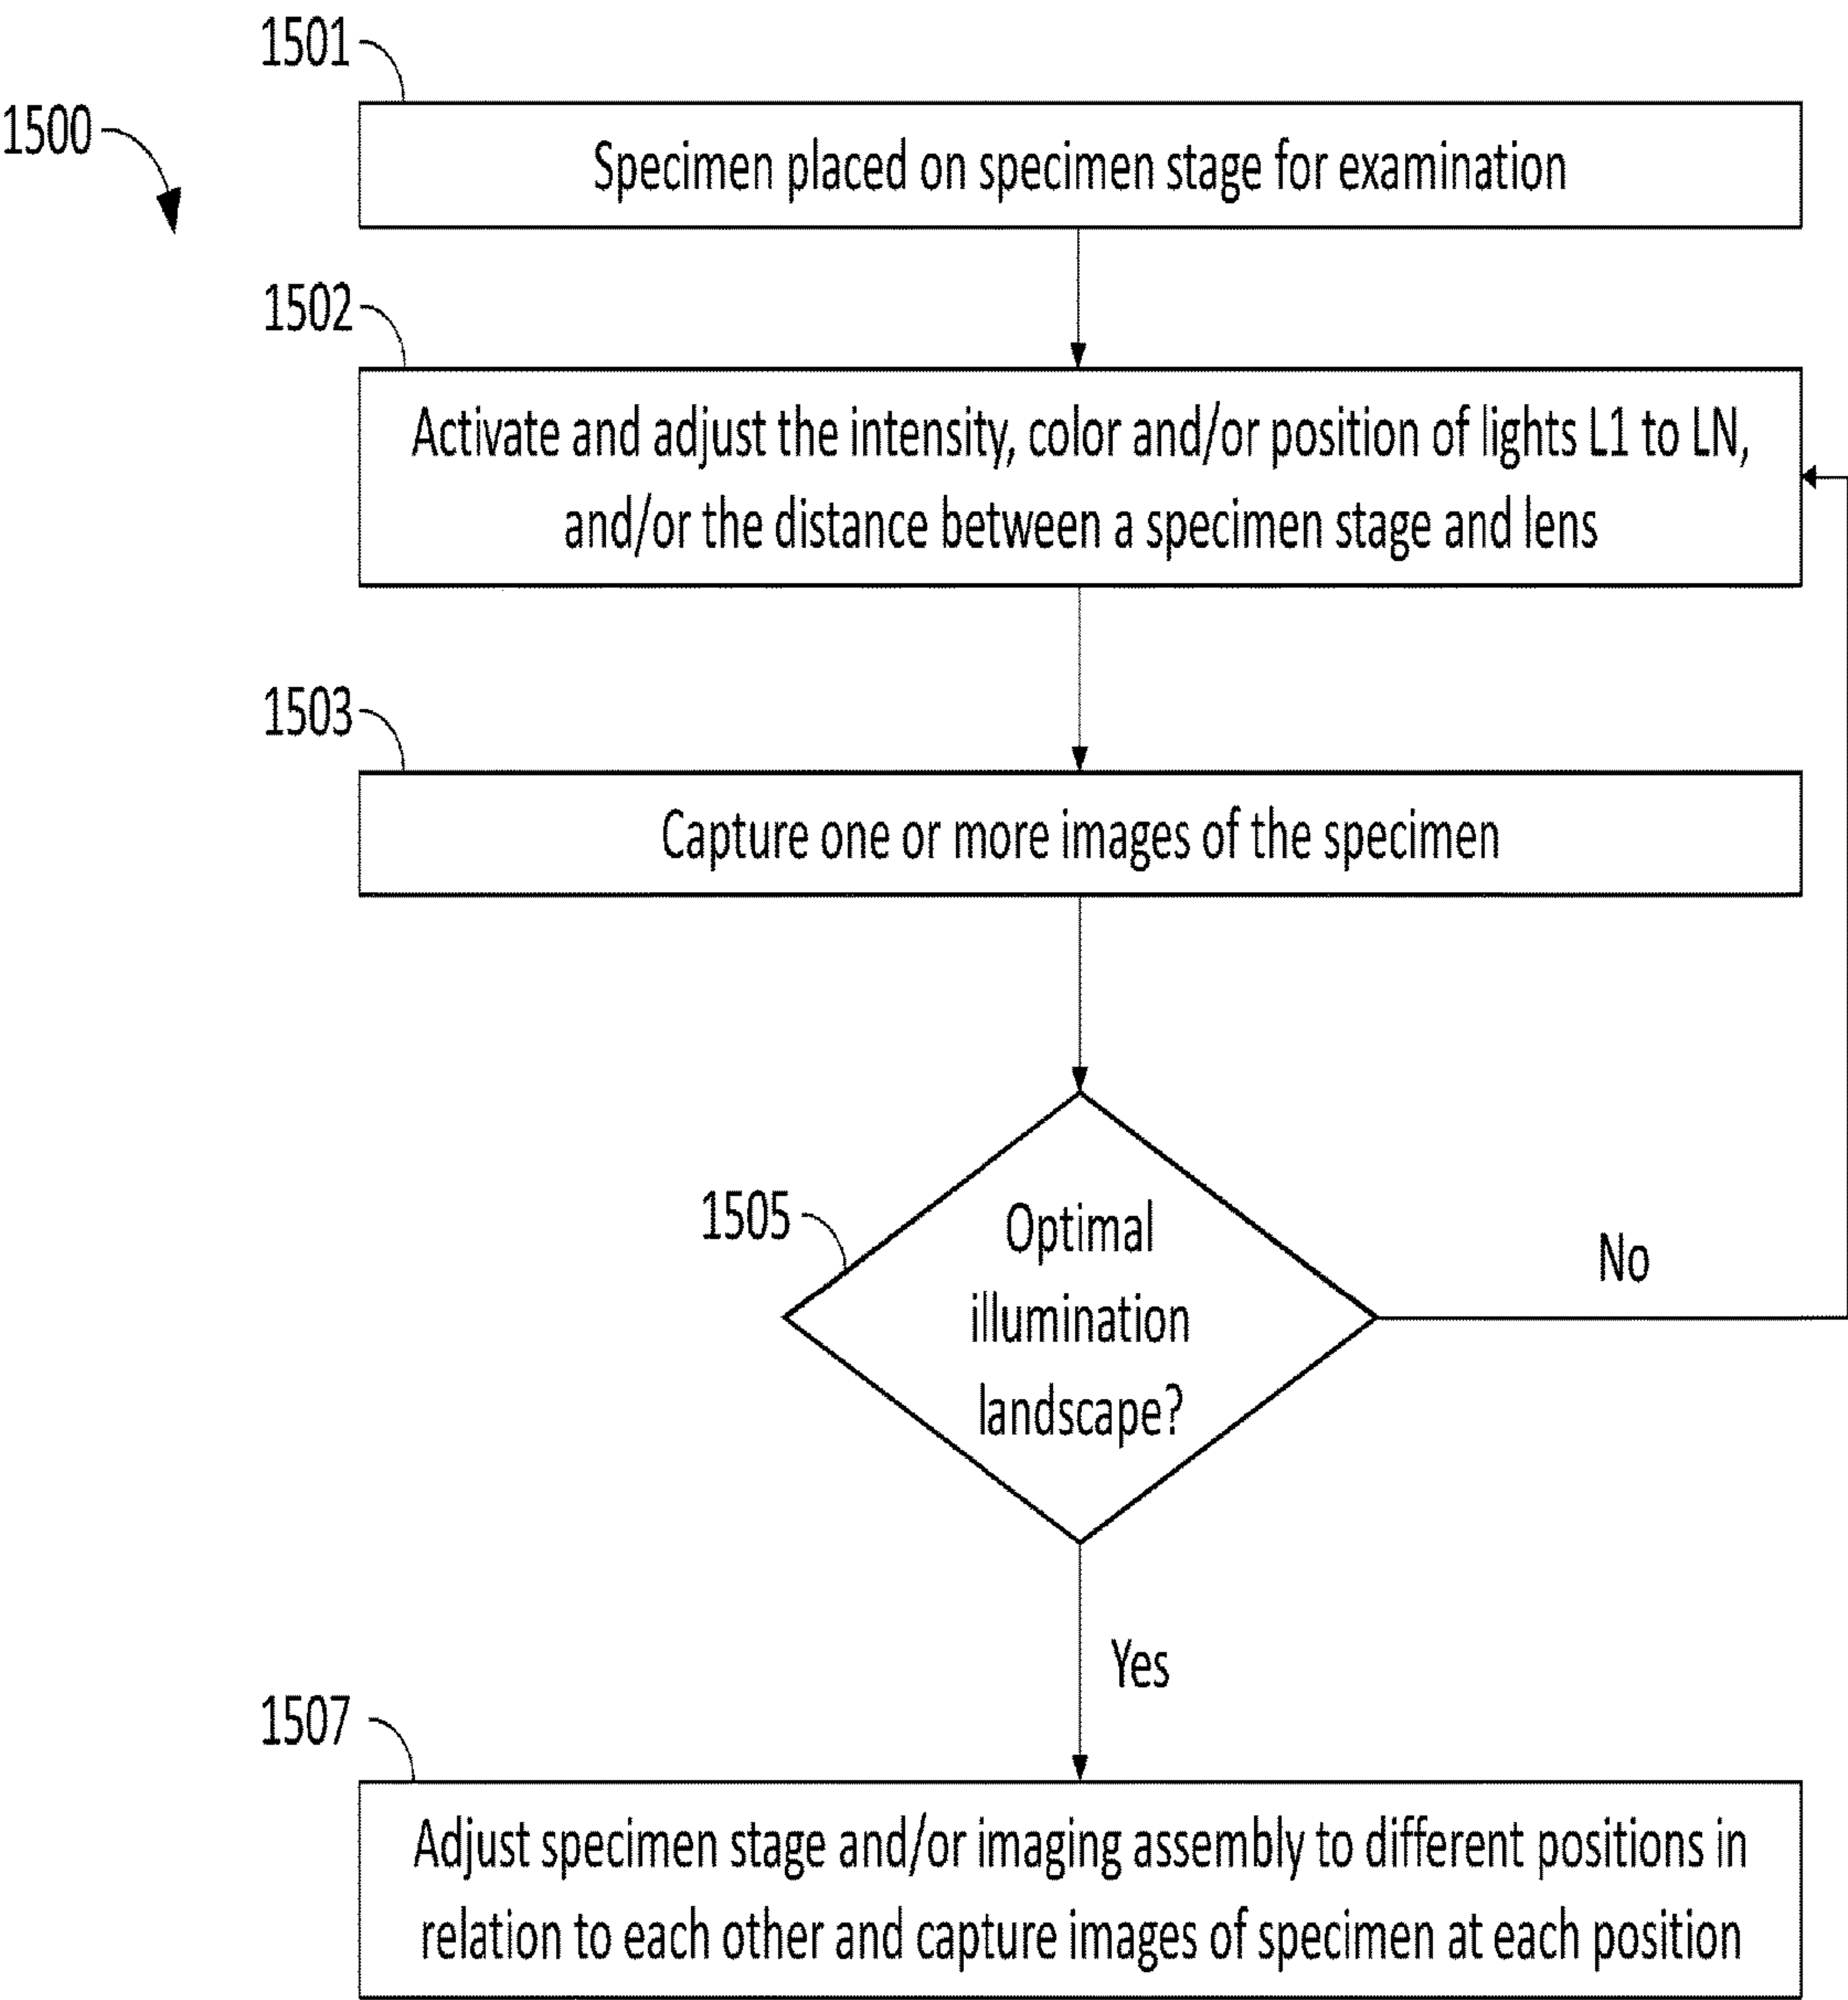 1501
1500
Specimen placed on specimen stage for examination
1502
Activate and adjust the intensity, color and/or position of lights L1 to LN,
and/or the distance between a specimen stage and lens
1503
Capture one or more images of the specimen
1505
Optimal
illumination
landscape?
No
Yes
1507
Adjust specimen stage and/or imaging assembly to different positions in
relation to each other and capture images of specimen at each position